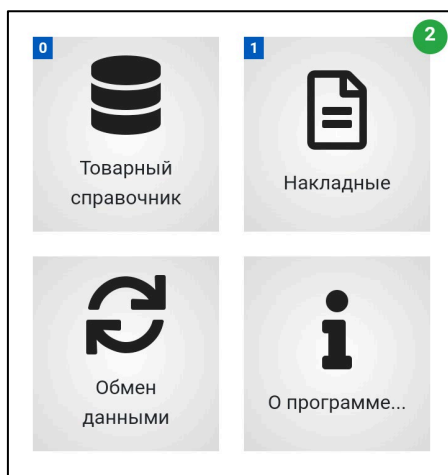 0
1
2
Товарный
справочник
Накладные
Обмен
данными
О программе...